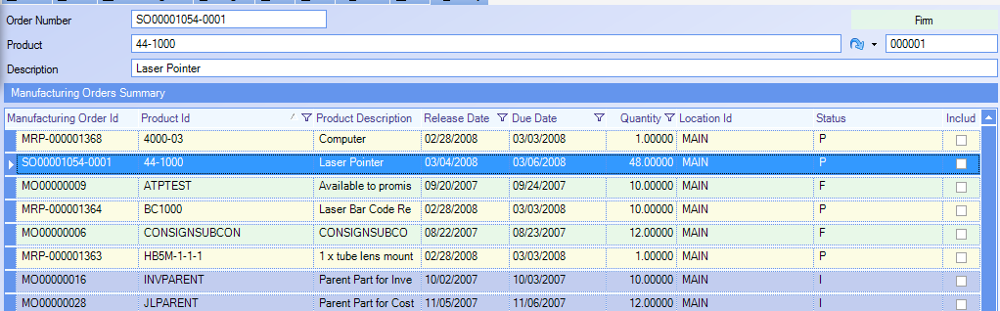 Order Number SO00001054-0001 Firm
Product 44-1000 000001
Description Laser Pointer
Manufacturing Orders Summary
Manufacturing Order Id Product Id Product Description Release Date Due Date Quantity Location Id Status Includ
MRP-000001368 4000-03 Computer 02/28/2008 03/03/2008 1.00000 MAIN P
SO00001054-0001 44-1000 Laser Pointer 03/04/2008 03/06/2008 48.00000 MAIN P
MO00000009 ATPTEST Available to promis 09/20/2007 09/24/2007 10.00000 MAIN F
MRP-000001364 BC1000 Laser Bar Code Re 02/28/2008 03/03/2008 10.00000 MAIN P
MO00000006 CONSIGNSUBCON CONSIGNSUBCO 08/22/2007 08/23/2007 12.00000 MAIN F
MRP-000001363 HB5M-1-1-1 1 x tube lens mount 02/28/2008 03/03/2008 1.00000 MAIN P
MO00000016 INVPARENT Parent Part for Inve 10/02/2007 10/03/2007 10.00000 MAIN I
MO00000028 JLPARENT Parent Part for Cost 11/05/2007 11/06/2007 12.00000 MAIN I